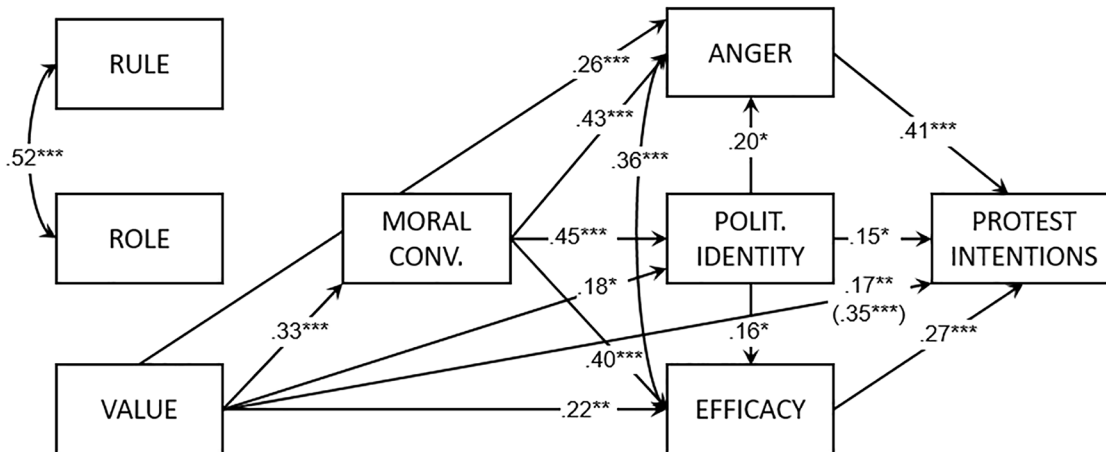 RULE
ANGER
.26***
.43***
.41***
.52***
.36***
.20*
ROLE
MORAL
CONV.
POLIT.
IDENTITY
PROTEST
INTENTIONS
.45***
.15*
.18*
.17**
(.35***)
.33***
.16*
.27***
.40***
VALUE
.22**
EFFICACY